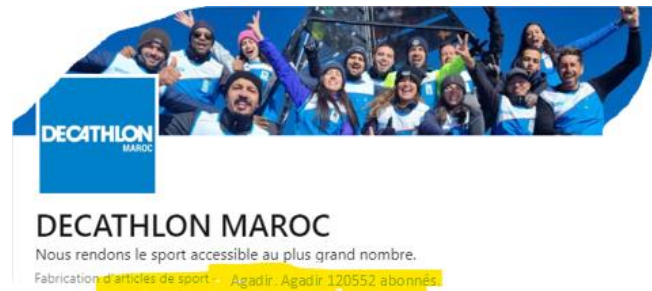 DECATHLON
MAROC
DECATHLON MAROC
Nous rendons le sport accessible au plus grand nombre.
Fabrication d'articles de sport - Agadir. Agadir 120552 abonnés.